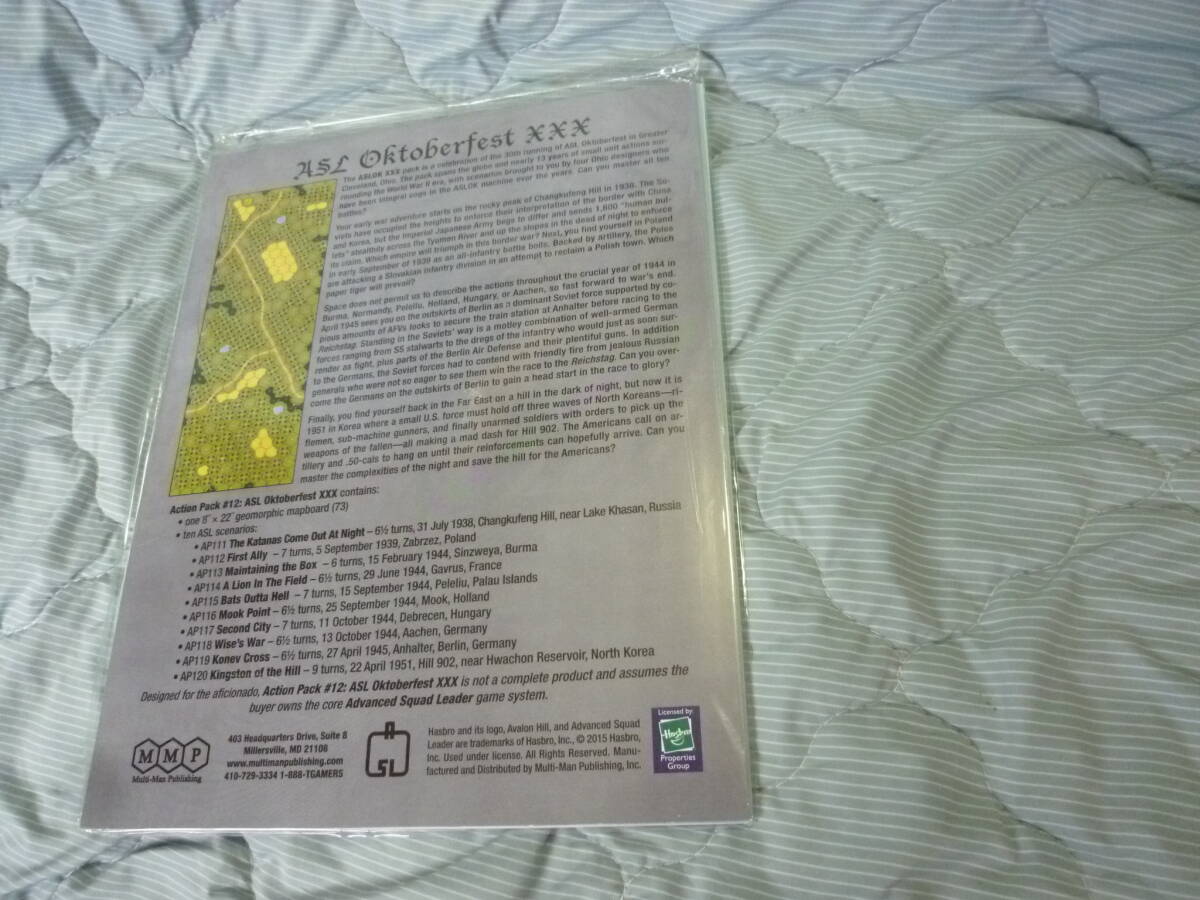 ASL Oktoberfest XXX
The ASLOK XXX pack is a celebration of the 30th running of ASL Oktoberfest in Greater
Cleveland, Ohio. The pack spans the globe and nearly 13 years of small unit actions sur-
rounding the World War II era, with scenarios brought to you by four Ohio designers who
have been integral cogs in the ASLOK machine over the years. Can you master all ten
battles?
Your early war adventure starts on the rocky peak of Changkufeng Hill in 1938. The So-
viets have occupied the heights to enforce their interpretation of the border with China
and Korea, but the Imperial Japanese Army begs to differ and sends 1,600 "human bul-
lets" stealthily across the Tyumen River and up the slopes in the dead of night to enforce
its claim. Which empire will triumph in this border war? Next, you find yourself in Poland
in early September of 1939 as an all-infantry battle boils. Backed by artillery, the Poles
are attacking a Slovakian infantry division in an attempt to reclaim a Polish town. Which
paper tiger will prevail?
Space does not permit us to describe the actions throughout the crucial year of 1944 in
Burma, Normandy, Peleliu, Holland, Hungary, or Aachen, so fast forward to war's end.
April 1945 sees you on the outskirts of Berlin as a dominant Soviet force supported by co-
pious amounts of AFVs looks to secure the train station at Anhalter before racing to the
Reichstag. Standing in the Soviets' way is a motley combination of well-armed German
forces ranging from SS stalwarts to the dregs of the infantry who would just as soon sur-
render as fight, plus parts of the Berlin Air Defense and their plentiful guns. In addition
to the Germans, the Soviet forces had to contend with friendly fire from jealous Russian
generals who were not so eager to see them win the race to the Reichstag. Can you over-
come the Germans on the outskirts of Berlin to gain a head start in the race to glory?
Finally, you find yourself back in the Far East on a hill in the dark of night, but now it is
1951 in Korea where a small U.S. force must hold off three waves of North Koreans—ri-
flemen, sub-machine gunners, and finally unarmed soldiers with orders to pick up the
weapons of the fallen—all making a mad dash for Hill 902. The Americans call on ar-
tillery and .50-cals to hang on until their reinforcements can hopefully arrive. Can you
master the complexities of the night and save the hill for the Americans?
Action Pack #12: ASL Oktoberfest XXX contains:
• one 8" × 22" geomorphic mapboard (73)
• ten ASL scenarios:
• AP111 The Katanas Come Out At Night – 6½ turns, 31 July 1938, Changkufeng Hill, near Lake Khasan, Russia
• AP112 First Ally – 7 turns, 5 September 1939, Zabrzez, Poland
• AP113 Maintaining the Box – 6 turns, 15 February 1944, Sinzweya, Burma
• AP114 A Lion In The Field – 6½ turns, 29 June 1944, Gavrus, France
• AP115 Bats Outta Hell – 7 turns, 15 September 1944, Peleliu, Palau Islands
• AP116 Mook Point – 6½ turns, 25 September 1944, Mook, Holland
• AP117 Second City – 7 turns, 11 October 1944, Debrecen, Hungary
• AP118 Wise's War – 6½ turns, 13 October 1944, Aachen, Germany
• AP119 Konev Cross – 6½ turns, 27 April 1945, Anhalter, Berlin, Germany
• AP120 Kingston of the Hill – 9 turns, 22 April 1951, Hill 902, near Hwachon Reservoir, North Korea
Designed for the aficionado, Action Pack #12: ASL Oktoberfest XXX is not a complete product and assumes the
buyer owns the core Advanced Squad Leader game system.
MMP
Multi-Man Publishing
403 Headquarters Drive, Suite 8
Millersville, MD 21108
www.multimanpublishing.com
410-729-3334 1-888-TGAMERS
ASL
Hasbro and its logo, Avalon Hill, and Advanced Squad
Leader are trademarks of Hasbro, Inc., © 2015 Hasbro,
Inc. Used under license. All Rights Reserved. Manu-
factured and Distributed by Multi-Man Publishing, Inc.
Licensed by:
Hasbro
Properties
Group